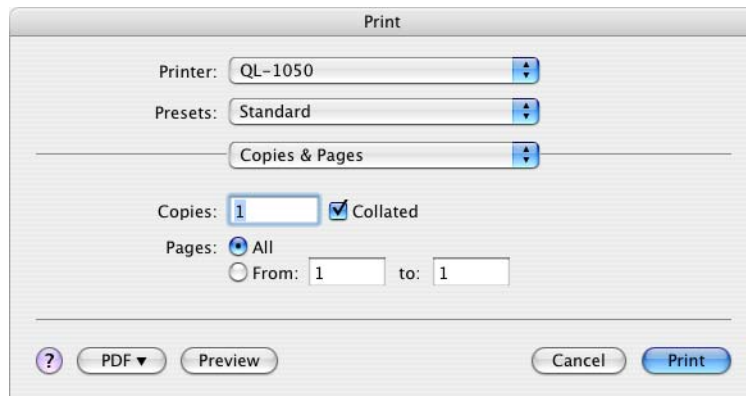 Print
Printer: QL-1050
Presets: Standard
Copies & Pages
Copies: 1 Collated
Pages: All
From: 1 to: 1
? PDF ▼ Preview Cancel Print